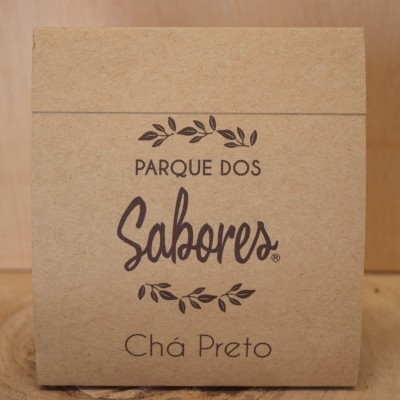 PARQUE DOS
Sabores®
Chá Preto